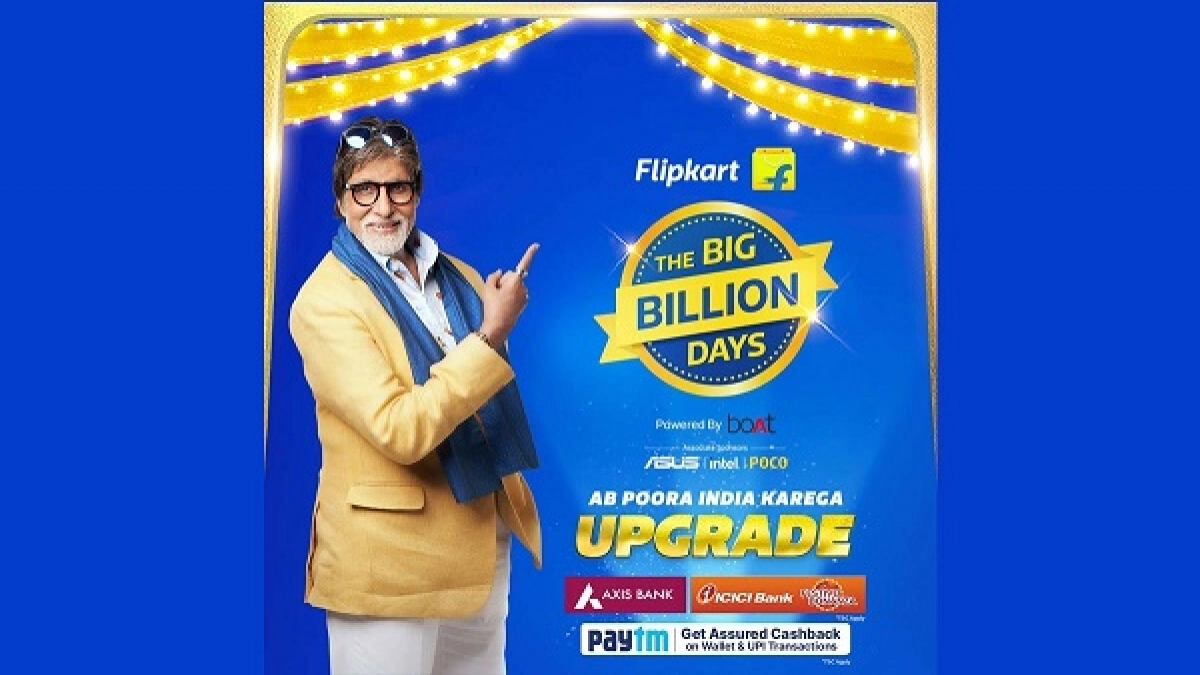 Flipkart
THE BIG
BILLION
DAYS
Powered By boAt
Associate Sponsors
ASUS intel POCO
AB POORA INDIA KAREGA
UPGRADE
AXIS BANK
ICICI Bank
paytm
Get Assured Cashback
on Wallet & UPI Transactions
*T&C Apply